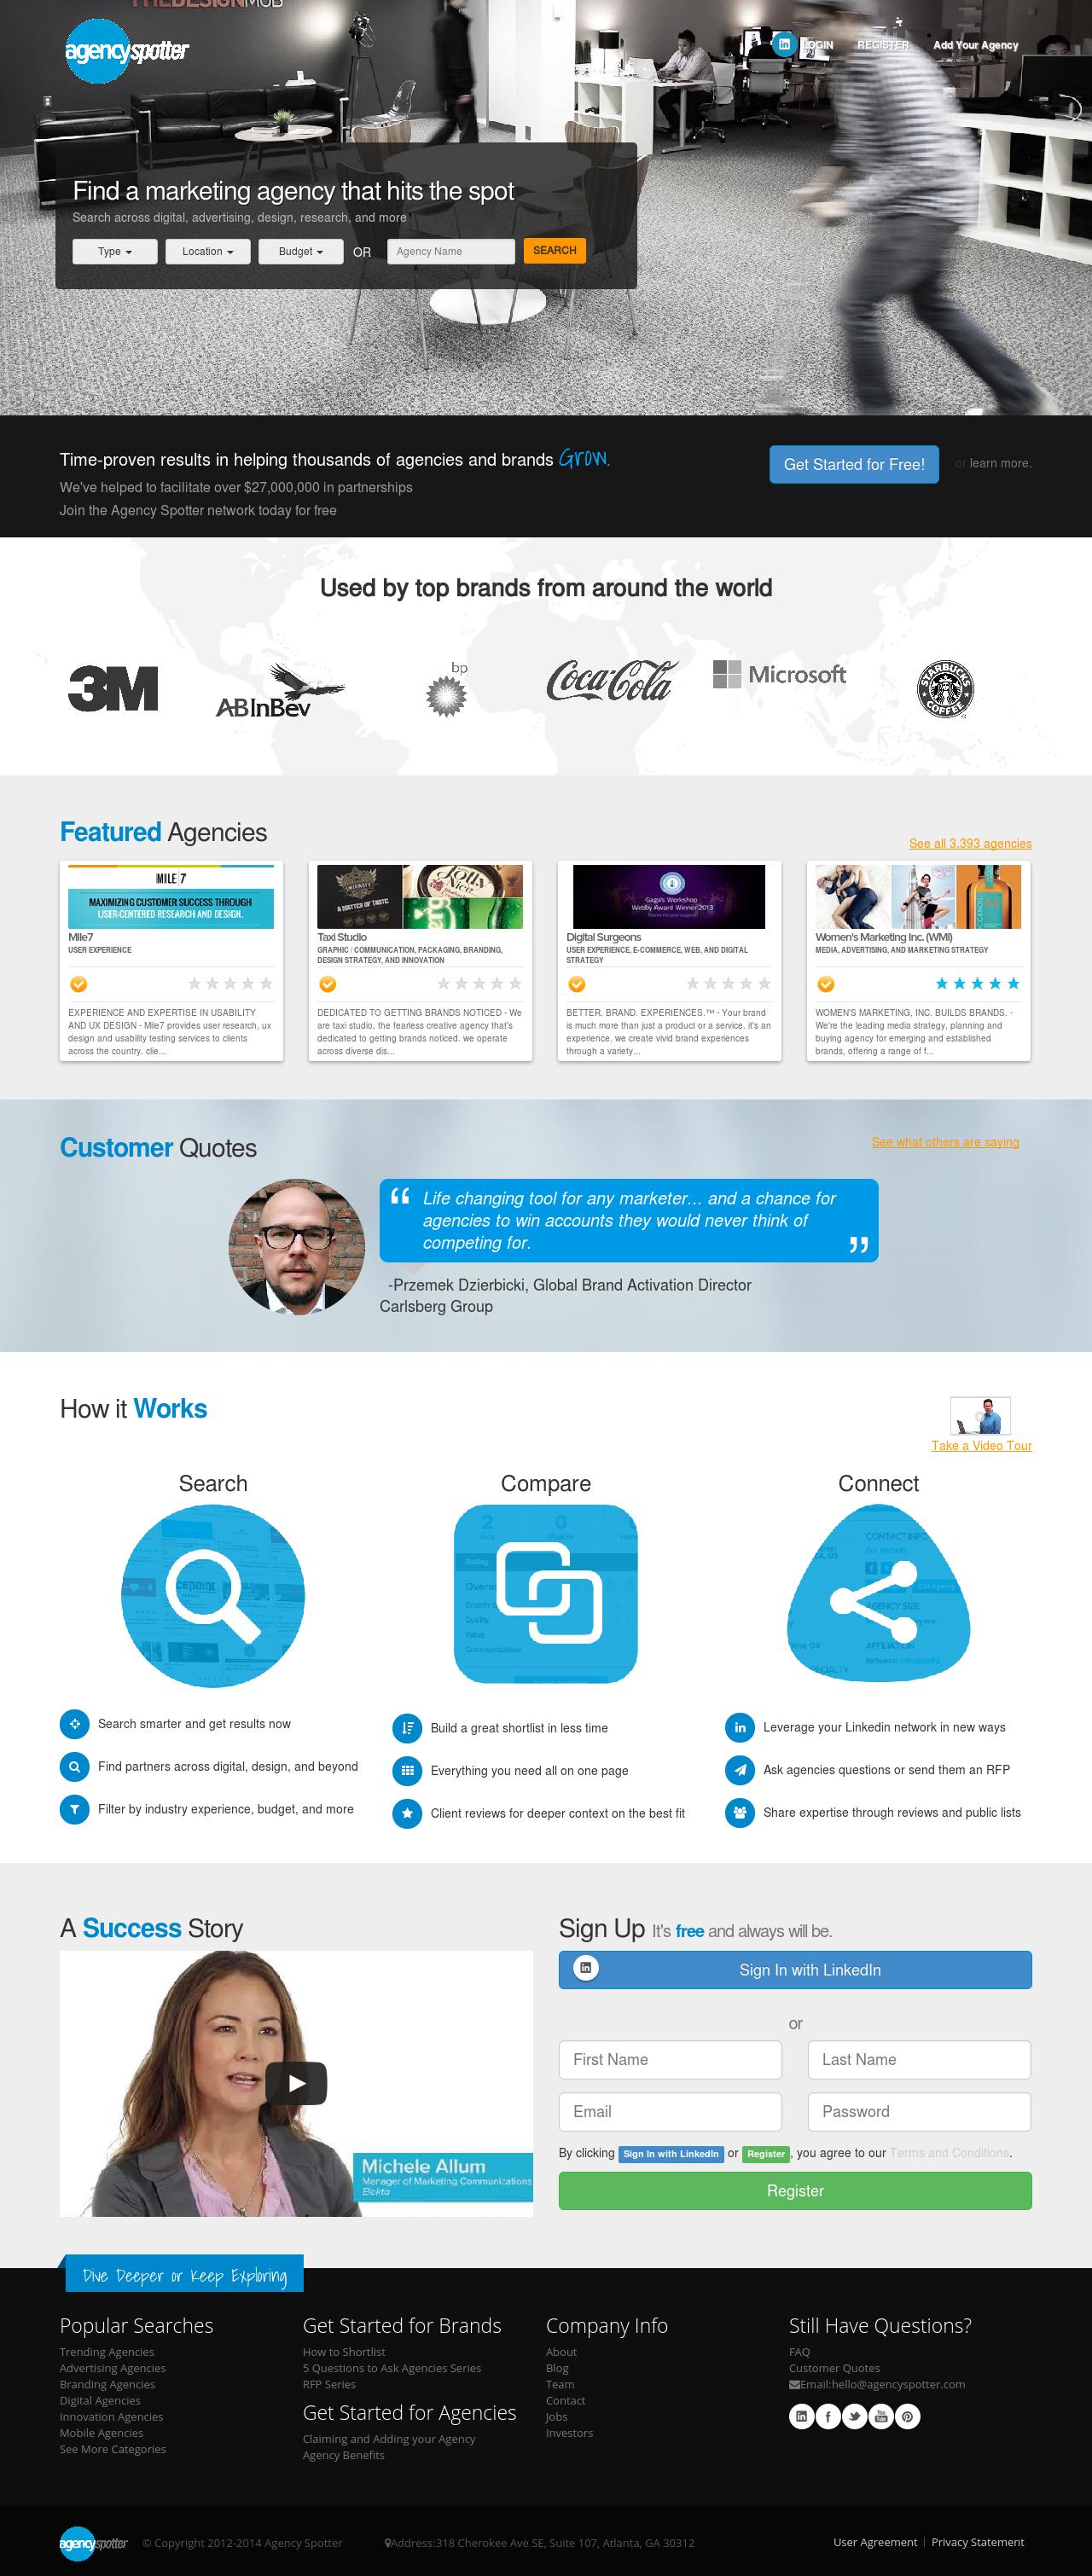 THEDESIGNMOB
agencyspotter
LOGIN
REGISTER
Add Your Agency
Find a marketing agency that hits the spot
Search across digital, advertising, design, research, and more
Type
Location
Budget
OR
Agency Name
SEARCH
Time-proven results in helping thousands of agencies and brands Grow.
We've helped to facilitate over $27,000,000 in partnerships
Join the Agency Spotter network today for free
Get Started for Free!
or learn more.
Used by top brands from around the world
3M
ABInBev
bp
Coca-Cola
Microsoft
STARBUCKS COFFEE
Featured Agencies
See all 3,393 agencies
MILE 7
MAXIMIZING CUSTOMER SUCCESS THROUGH
USER-CENTERED RESEARCH AND DESIGN.
Mile7
USER EXPERIENCE
EXPERIENCE AND EXPERTISE IN USABILITY
AND UX DESIGN - Mile7 provides user research, ux
design and usability testing services to clients
across the country. clie...
SMIRNOFF
A MATTER OF TASTE
Taxi Studio
GRAPHIC / COMMUNICATION, PACKAGING, BRANDING,
DESIGN STRATEGY, AND INNOVATION
DEDICATED TO GETTING BRANDS NOTICED - We
are taxi studio, the fearless creative agency that's
dedicated to getting brands noticed. we operate
across diverse dis...
Gaga's Workshop
Webby Award Winner 2013
Thanks for your support!
Digital Surgeons
USER EXPERIENCE, E-COMMERCE, WEB, AND DIGITAL
STRATEGY
BETTER. BRAND. EXPERIENCES.™ - Your brand
is much more than just a product or a service. it's an
experience. we create vivid brand experiences
through a variety...
Women's Marketing Inc. (WMI)
MEDIA, ADVERTISING, AND MARKETING STRATEGY
WOMEN'S MARKETING, INC. BUILDS BRANDS. -
We're the leading media strategy, planning and
buying agency for emerging and established
brands, offering a range of f...
Customer Quotes
See what others are saying
“ Life changing tool for any marketer... and a chance for
agencies to win accounts they would never think of
competing for. ”
-Przemek Dzierbicki, Global Brand Activation Director
Carlsberg Group
How it Works
Take a Video Tour
Search
cepoint
Search smarter and get results now
Find partners across digital, design, and beyond
Filter by industry experience, budget, and more
Compare
2
0
Quality
Value
Communication
Build a great shortlist in less time
Everything you need all on one page
Client reviews for deeper context on the best fit
Connect
CONTACT INFO
Our website
AGENCY SIZE
Leverage your Linkedin network in new ways
Ask agencies questions or send them an RFP
Share expertise through reviews and public lists
A Success Story
Michele Allum
Manager of Marketing Communications
Elekta
Sign Up It's free and always will be.
Sign In with LinkedIn
or
First Name
Last Name
Email
Password
By clicking Sign In with LinkedIn or Register, you agree to our Terms and Conditions.
Register
Dive Deeper or Keep Exploring
Popular Searches
Trending Agencies
Advertising Agencies
Branding Agencies
Digital Agencies
Innovation Agencies
Mobile Agencies
See More Categories
Get Started for Brands
How to Shortlist
5 Questions to Ask Agencies Series
RFP Series
Get Started for Agencies
Claiming and Adding your Agency
Agency Benefits
Company Info
About
Blog
Team
Contact
Jobs
Investors
Still Have Questions?
FAQ
Customer Quotes
Email:hello@agencyspotter.com
agencyspotter
© Copyright 2012-2014 Agency Spotter
Address:318 Cherokee Ave SE, Suite 107, Atlanta, GA 30312
User Agreement | Privacy Statement